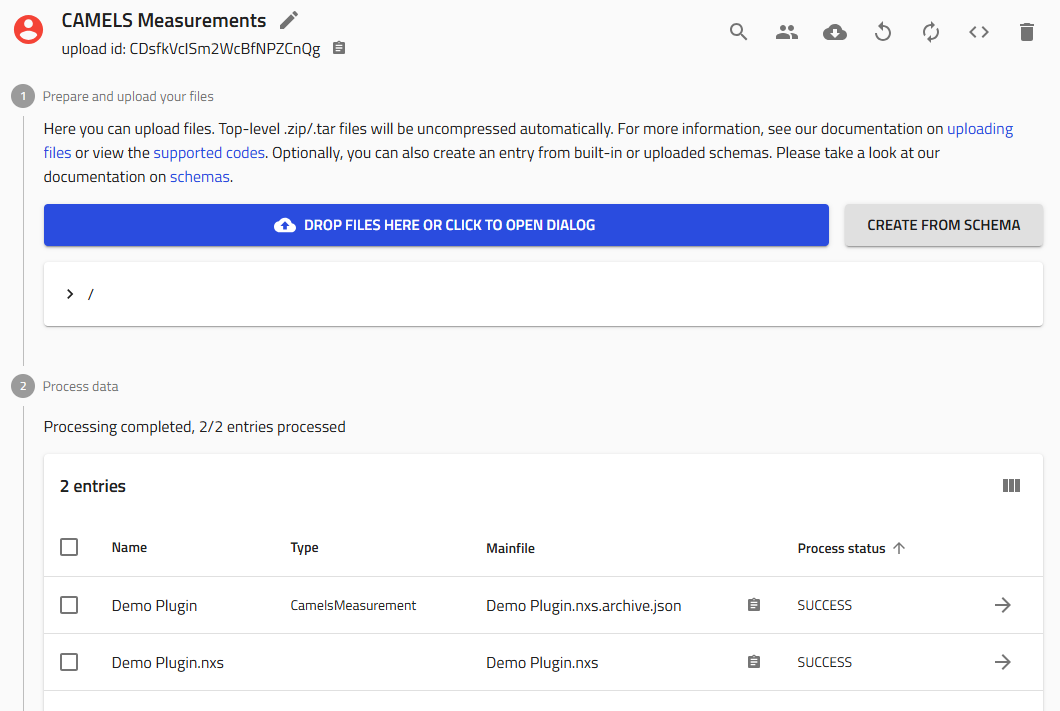 CAMELS Measurements
upload id: CDsfkVcISm2WcBfNPZCnQg
1 Prepare and upload your files
Here you can upload files. Top-level .zip/.tar files will be uncompressed automatically. For more information, see our documentation on uploading
files or view the supported codes. Optionally, you can also create an entry from built-in or uploaded schemas. Please take a look at our
documentation on schemas.
DROP FILES HERE OR CLICK TO OPEN DIALOG CREATE FROM SCHEMA
/
2 Process data
Processing completed, 2/2 entries processed
2 entries
Name Type Mainfile Process status
Demo Plugin CamelsMeasurement Demo Plugin.nxs.archive.json SUCCESS
Demo Plugin.nxs Demo Plugin.nxs SUCCESS